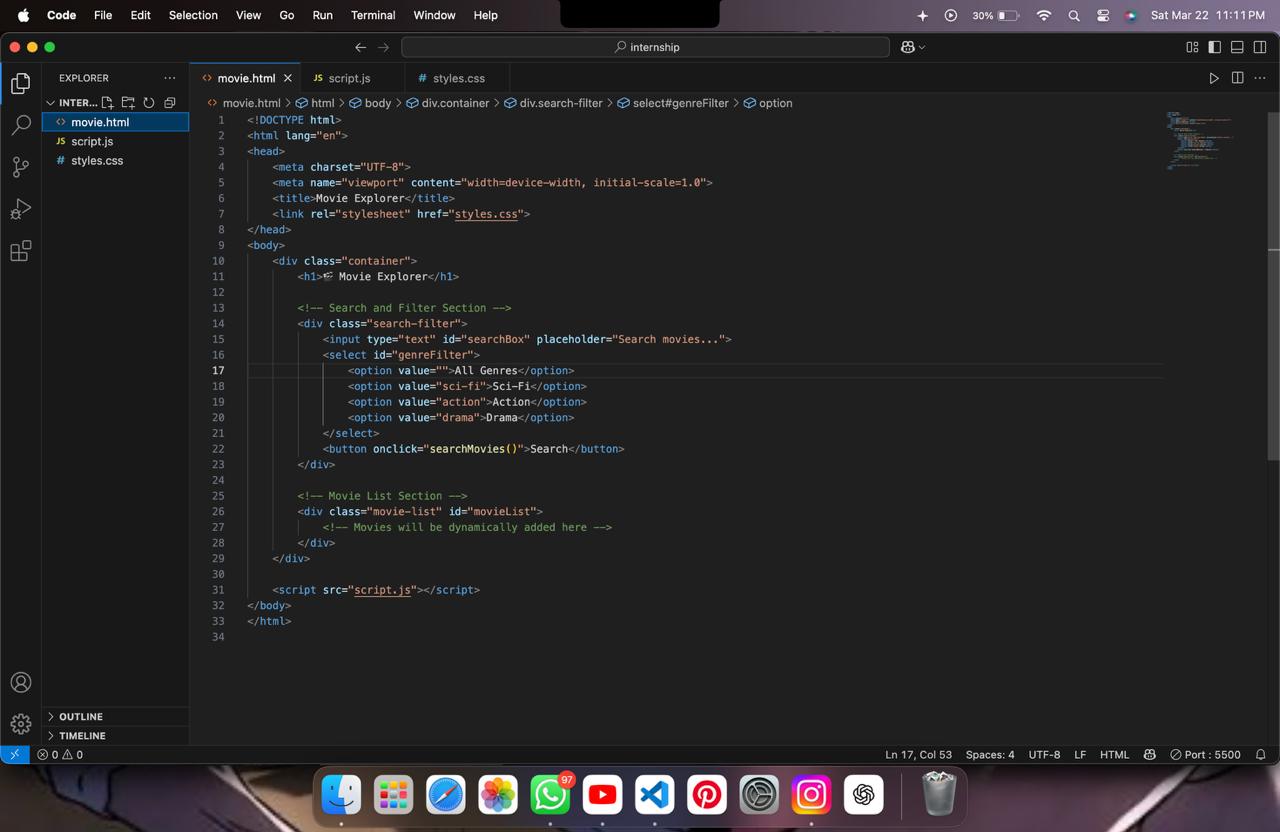 Code File Edit Selection View Go Run Terminal Window Help 30% Sat Mar 22 11:11 PM
internship
EXPLORER
INTER...
movie.html
script.js
styles.css
OUTLINE
TIMELINE
movie.html JS script.js # styles.css
movie.html > html > body > div.container > div.search-filter > select#genreFilter > option
1 <!DOCTYPE html>
2 <html lang="en">
3 <head>
4     <meta charset="UTF-8">
5     <meta name="viewport" content="width=device-width, initial-scale=1.0">
6     <title>Movie Explorer</title>
7     <link rel="stylesheet" href="styles.css">
8 </head>
9 <body>
10     <div class="container">
11         <h1>🎬 Movie Explorer</h1>
12
13         <!-- Search and Filter Section -->
14         <div class="search-filter">
15             <input type="text" id="searchBox" placeholder="Search movies...">
16             <select id="genreFilter">
17                 <option value="">All Genres</option>
18                 <option value="sci-fi">Sci-Fi</option>
19                 <option value="action">Action</option>
20                 <option value="drama">Drama</option>
21             </select>
22             <button onclick="searchMovies()">Search</button>
23         </div>
24
25         <!-- Movie List Section -->
26         <div class="movie-list" id="movieList">
27             <!-- Movies will be dynamically added here -->
28         </div>
29     </div>
30
31     <script src="script.js"></script>
32 </body>
33 </html>
34
0 0 Ln 17, Col 53 Spaces: 4 UTF-8 LF HTML Port : 5500
97